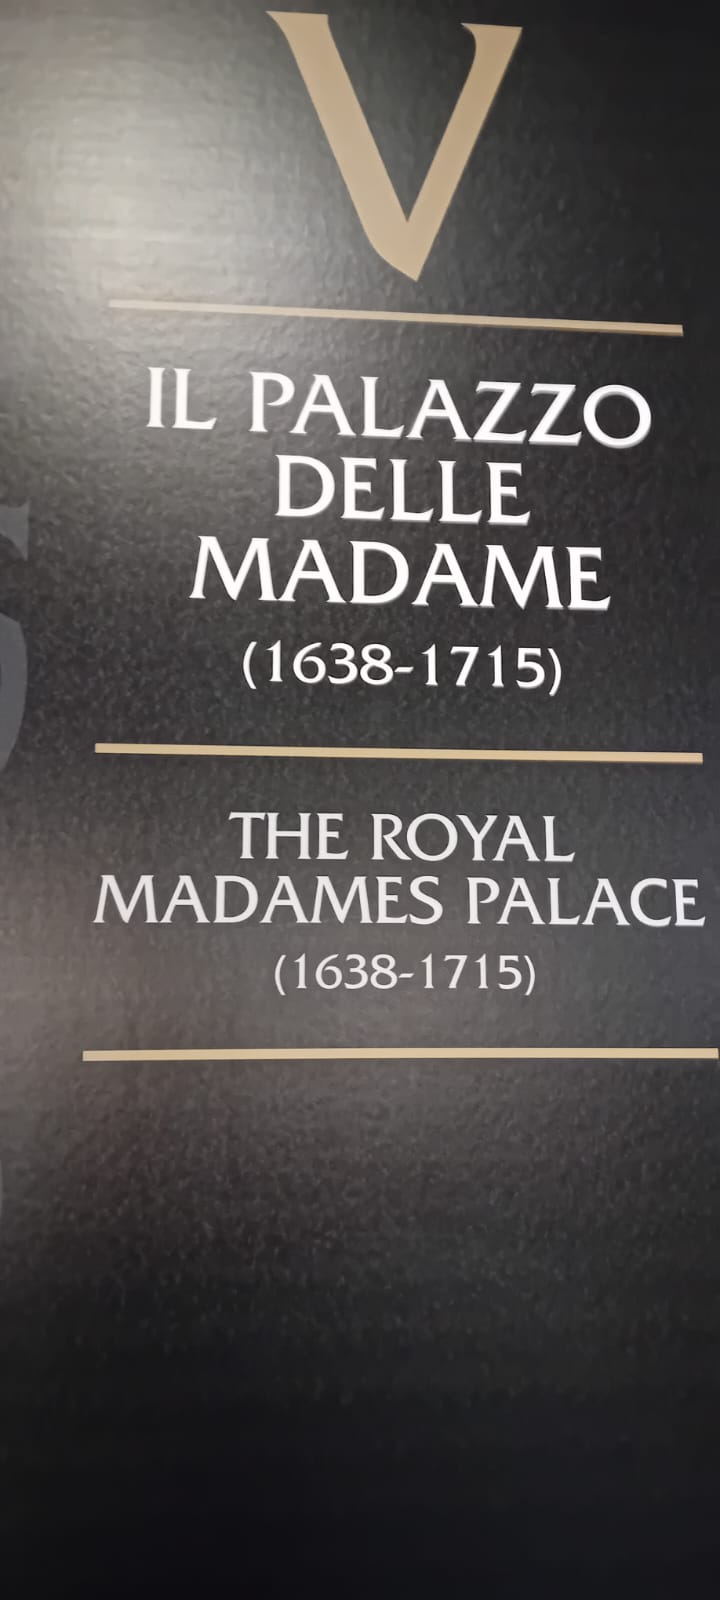 V
IL PALAZZO
DELLE
MADAME
(1638-1715)
THE ROYAL
MADAMES PALACE
(1638-1715)